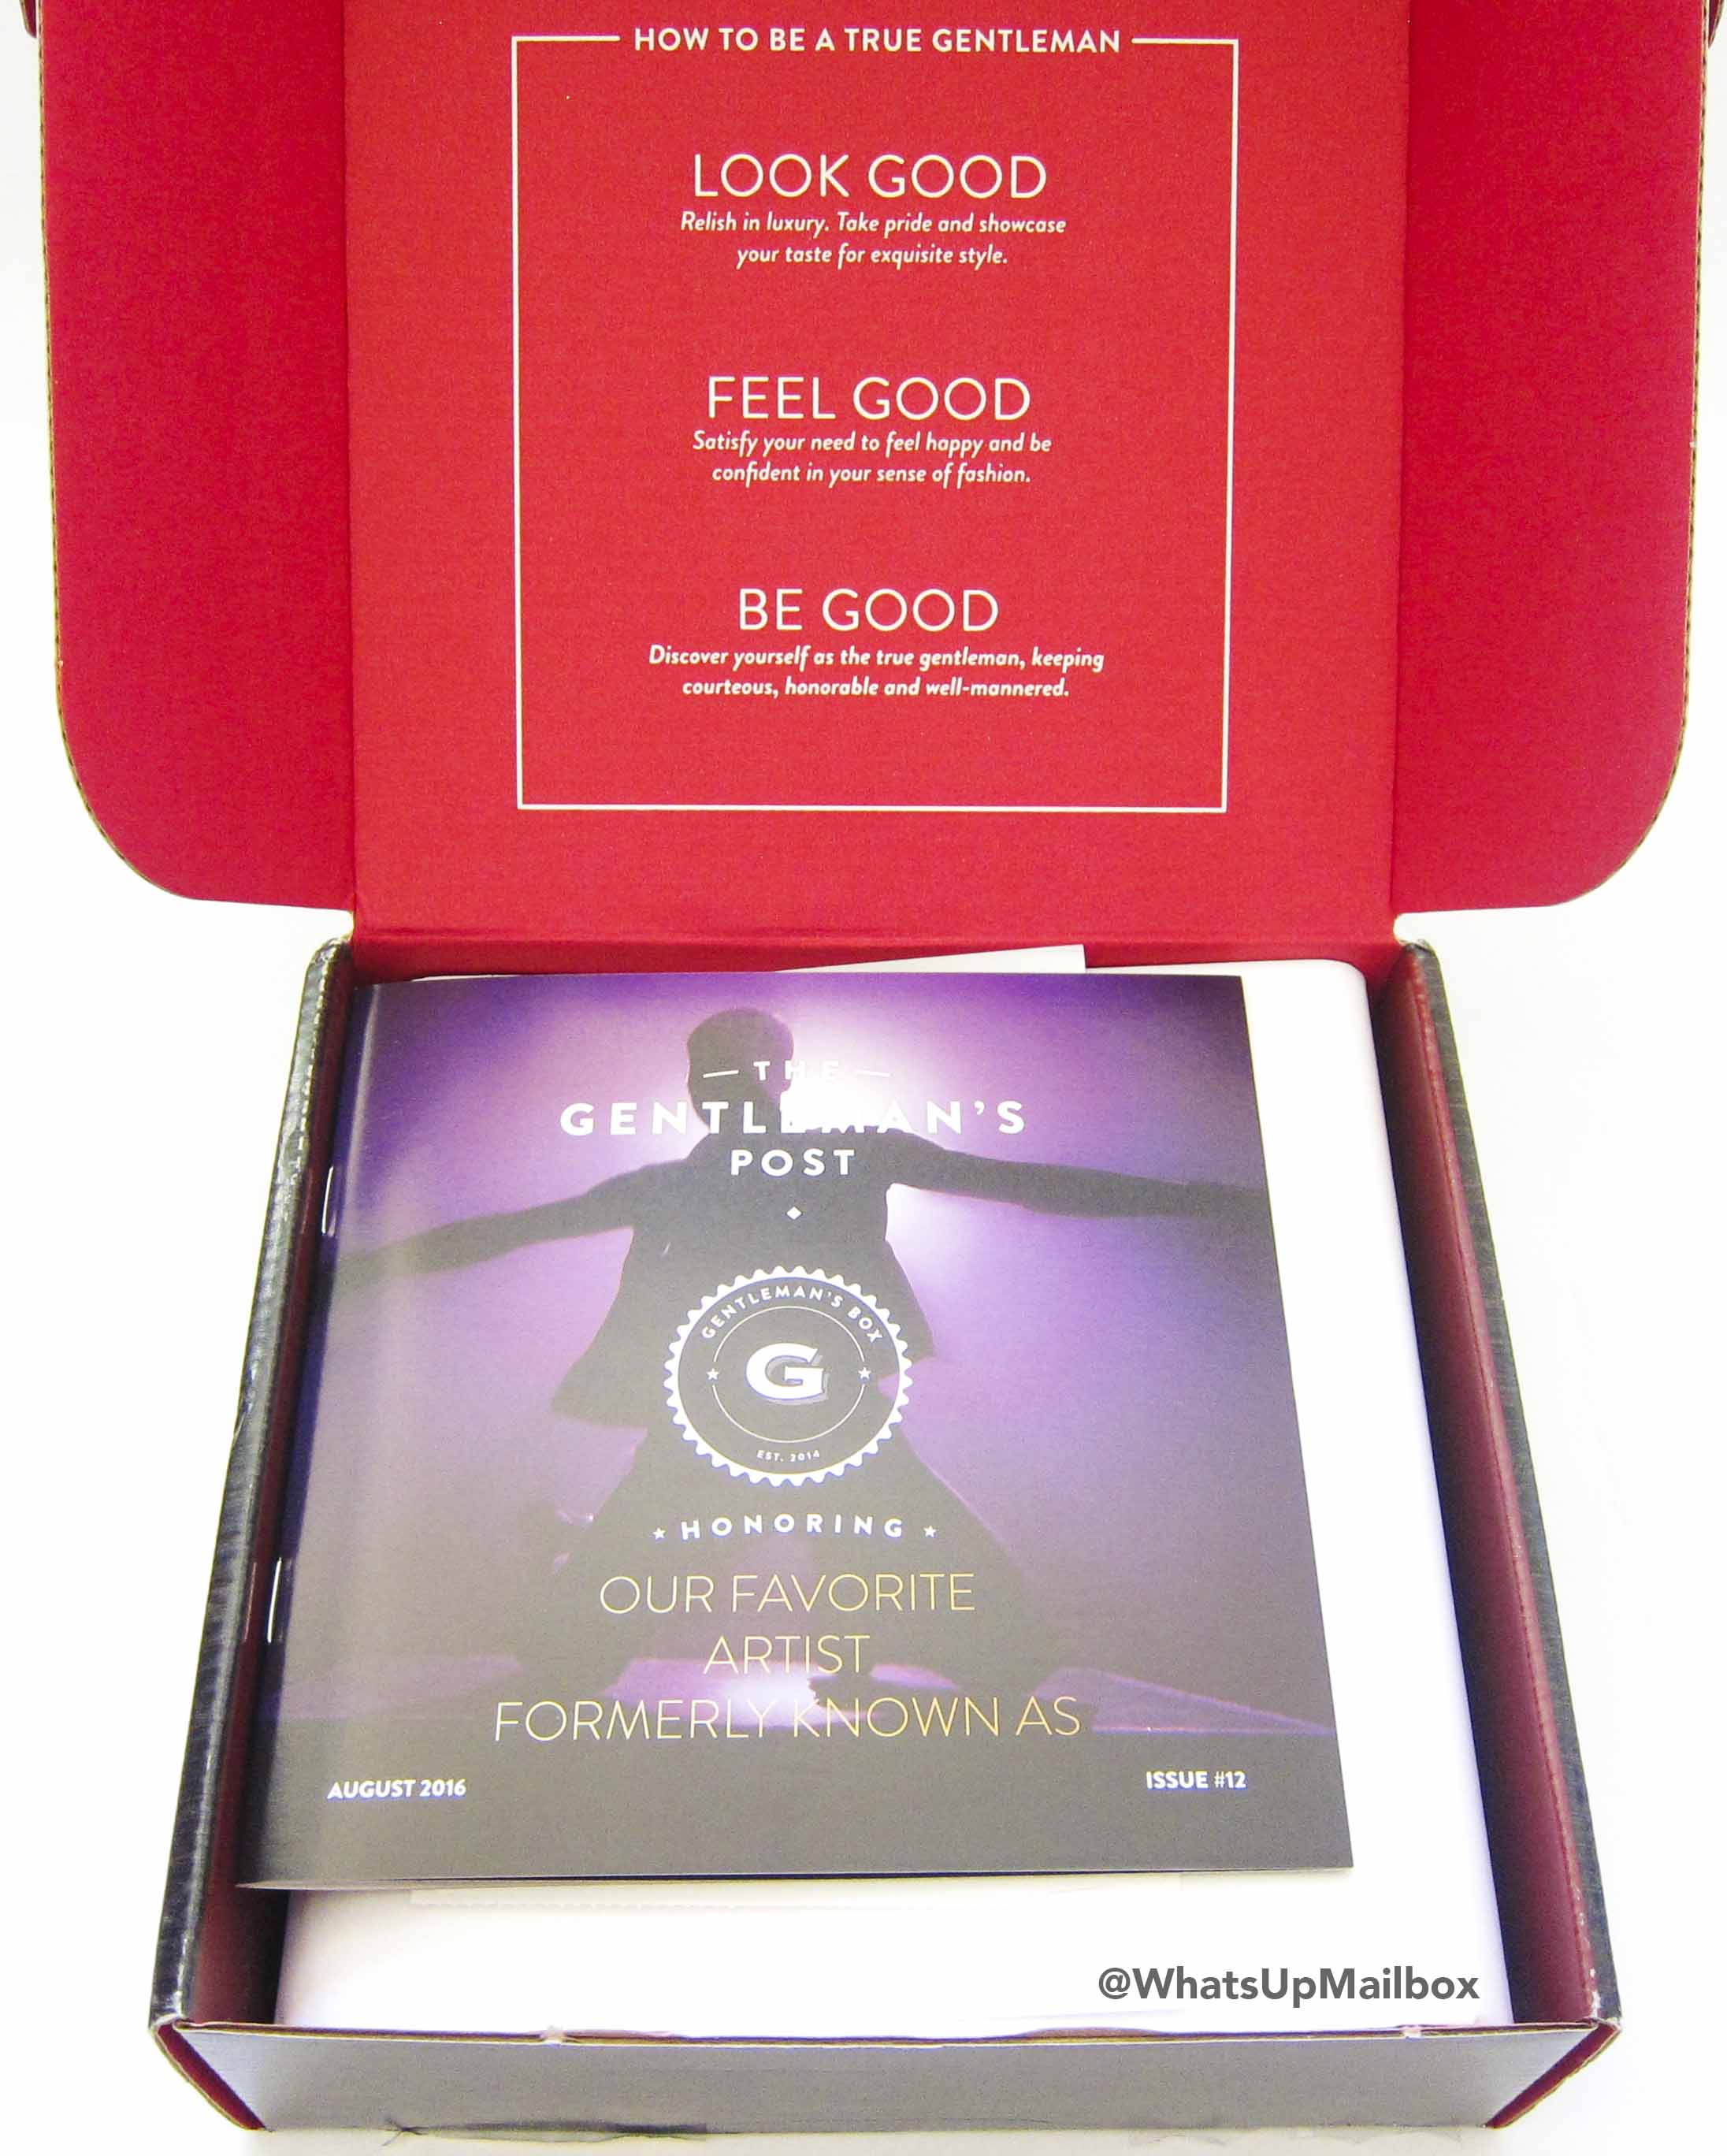 HOW TO BE A TRUE GENTLEMAN
LOOK GOOD
Relish in luxury. Take pride and showcase
your taste for exquisite style.
FEEL GOOD
Satisfy your need to feel happy and be
confident in your sense of fashion.
BE GOOD
Discover yourself as the true gentleman, keeping
courteous, honorable and well-mannered.
THE
GENTLEMAN'S
POST
GENTLEMAN'S BOX
G
EST. 2014
HONORING
OUR FAVORITE
ARTIST
FORMERLY KNOWN AS
AUGUST 2016
ISSUE #12
@WhatsUpMailbox